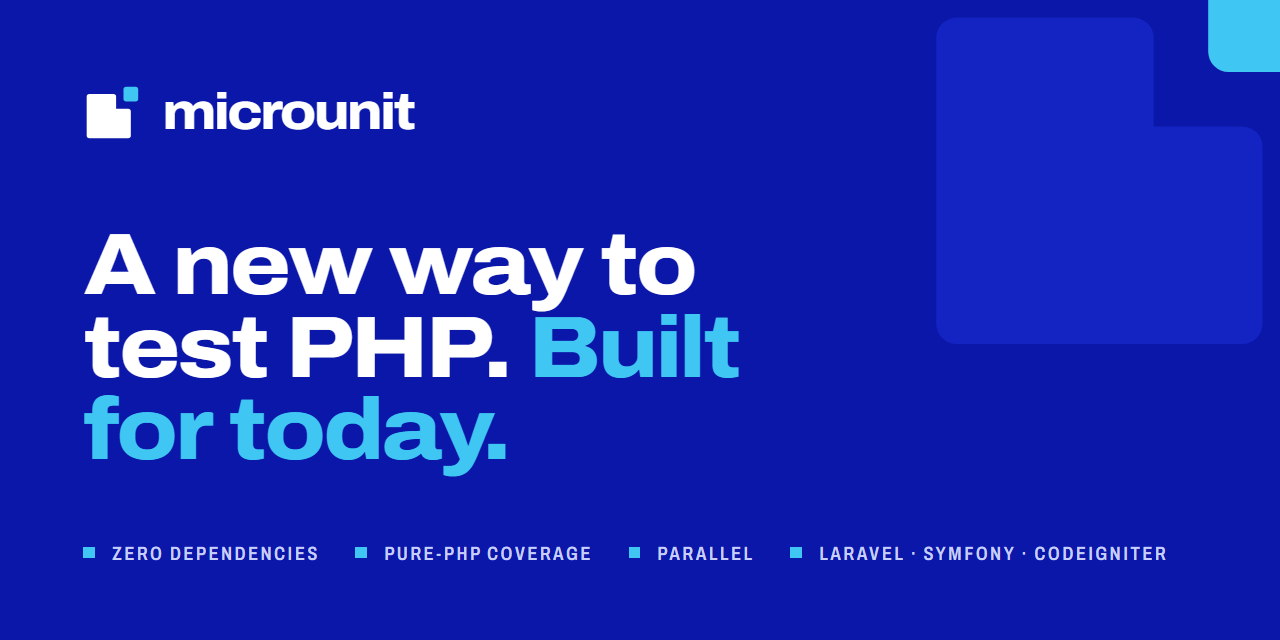 microunit
A new way to
test PHP. Built
for today.
ZERO DEPENDENCIES PURE-PHP COVERAGE PARALLEL LARAVEL · SYMFONY · CODEIGNITER